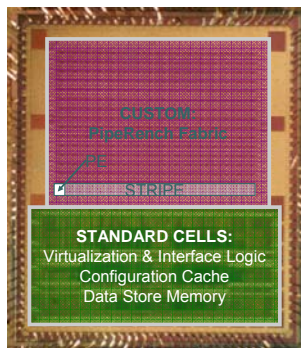 CUSTOM:
PipeRench Fabric
PE
STRIPE
STANDARD CELLS:
Virtualization & Interface Logic
Configuration Cache
Data Store Memory